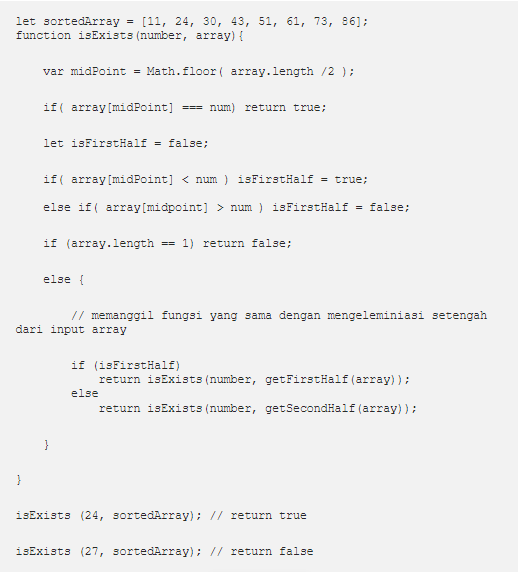 let sortedArray = [11, 24, 30, 43, 51, 61, 73, 86];
function isExists(number, array){
var midPoint = Math.floor( array.length /2 );
if( array[midPoint] === num) return true;
let isFirstHalf = false;
if( array[midPoint] < num ) isFirstHalf = true;
else if( array[midpoint] > num ) isFirstHalf = false;
if (array.length == 1) return false;
else {
// memanggil fungsi yang sama dengan mengeleminiasi setengah
dari input array
if (isFirstHalf)
return isExists(number, getFirstHalf(array));
else
return isExists(number, getSecondHalf(array));
}
}
isExists (24, sortedArray); // return true
isExists (27, sortedArray); // return false